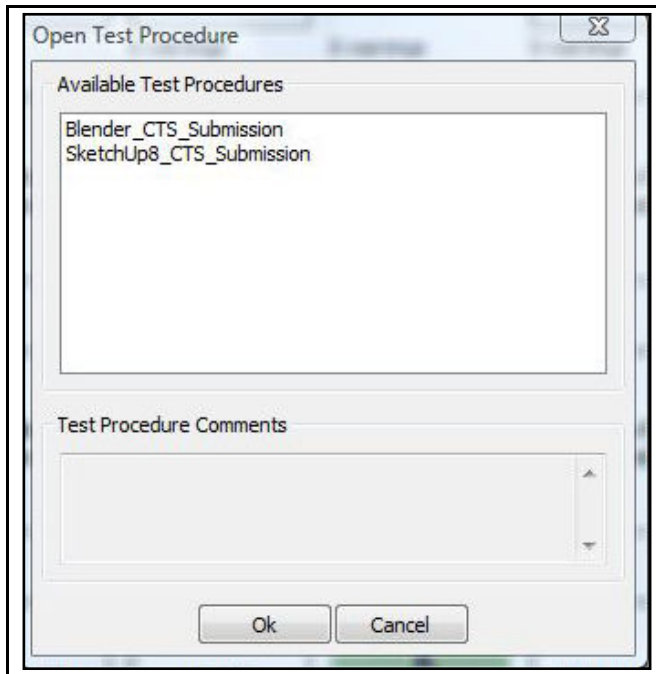 Open Test Procedure
Available Test Procedures
Blender_CTS_Submission
SketchUp8_CTS_Submission
Test Procedure Comments
Ok
Cancel